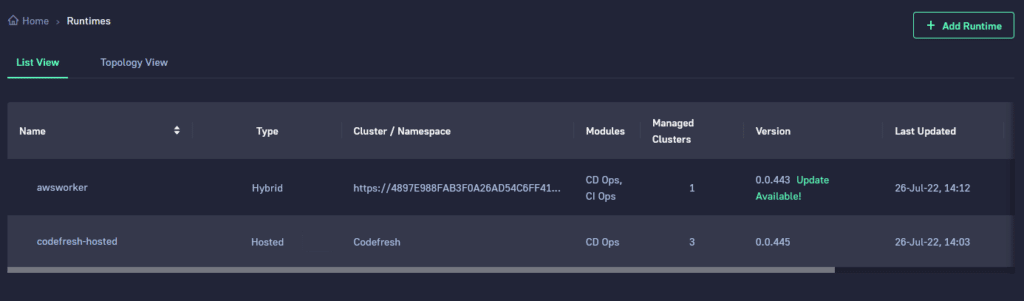 Home › Runtimes
+ Add Runtime
List View Topology View
Name Type Cluster / Namespace Modules Managed Clusters Version Last Updated
awsworker Hybrid https://4897E988FAB3F0A26AD54C6FF41... CD Ops, CI Ops 1 0.0.443 Update Available! 26-Jul-22, 14:12
codefresh-hosted Hosted Codefresh CD Ops 3 0.0.445 26-Jul-22, 14:03